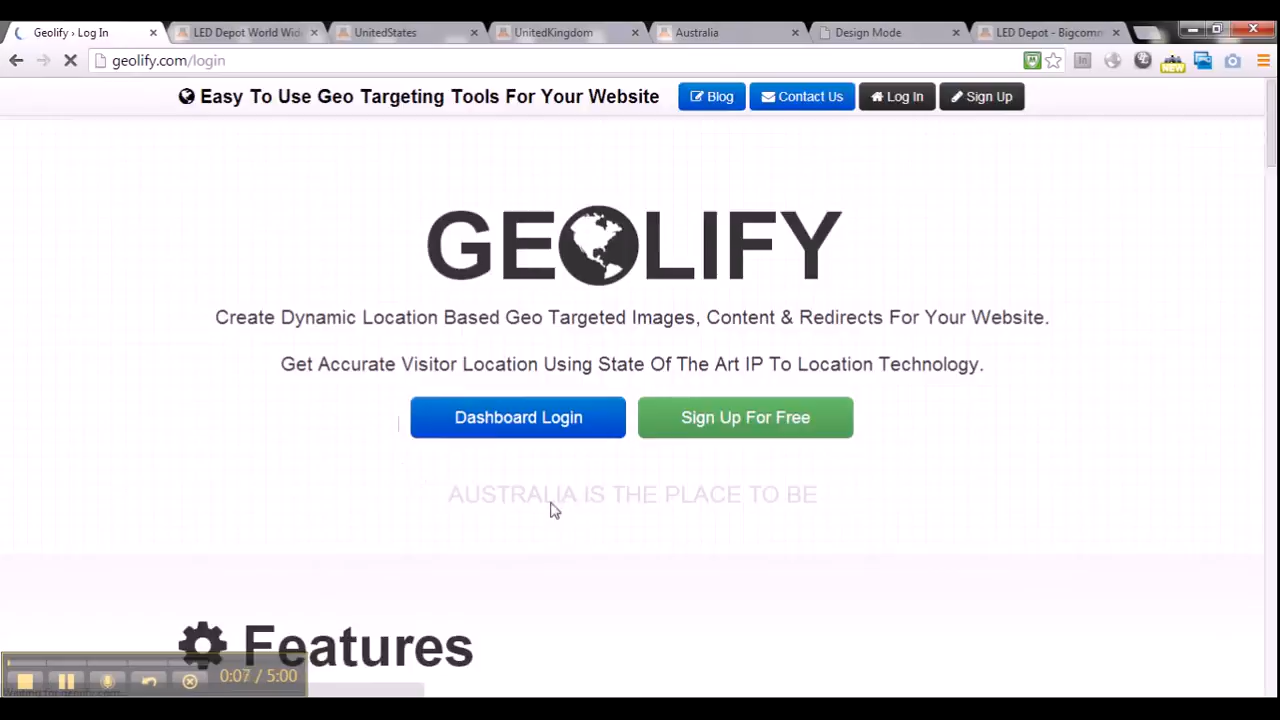 Geolify › Log In
LED Depot World Wid
UnitedStates
UnitedKingdom
Australia
Design Mode
LED Depot - Bigcomm
geolify.com/login
NEW
Easy To Use Geo Targeting Tools For Your Website
Blog
Contact Us
Log In
Sign Up
GEOLIFY
Create Dynamic Location Based Geo Targeted Images, Content & Redirects For Your Website.
Get Accurate Visitor Location Using State Of The Art IP To Location Technology.
Dashboard Login
Sign Up For Free
AUSTRALIA IS THE PLACE TO BE
Features
0:07 / 5:00